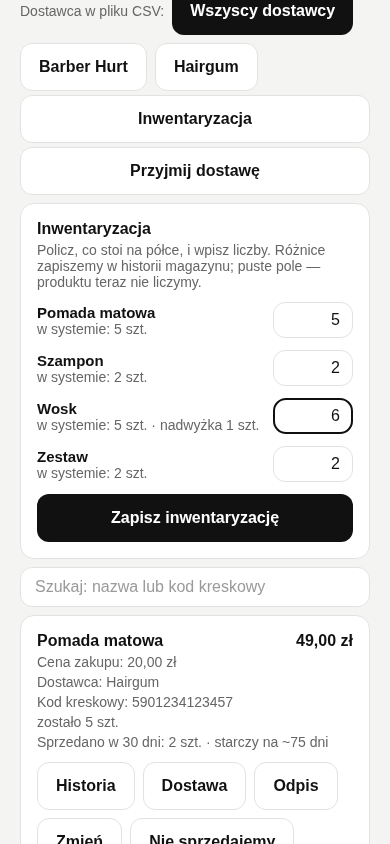 Dostawca w pliku CSV: Wszyscy dostawcy
Barber Hurt Hairgum
Inwentaryzacja
Przyjmij dostawę
Inwentaryzacja
Policz, co stoi na półce, i wpisz liczby. Różnice
zapiszemy w historii magazynu; puste pole —
produktu teraz nie liczymy.
Pomada matowa
w systemie: 5 szt.
5
Szampon
w systemie: 2 szt.
2
Wosk
w systemie: 5 szt. · nadwyżka 1 szt.
6
Zestaw
w systemie: 2 szt.
2
Zapisz inwentaryzację
Szukaj: nazwa lub kod kreskowy
Pomada matowa 49,00 zł
Cena zakupu: 20,00 zł
Dostawca: Hairgum
Kod kreskowy: 5901234123457
zostało 5 szt.
Sprzedano w 30 dni: 2 szt. · starczy na ~75 dni
Historia Dostawa Odpis
Zmień Nie sprzedajemy